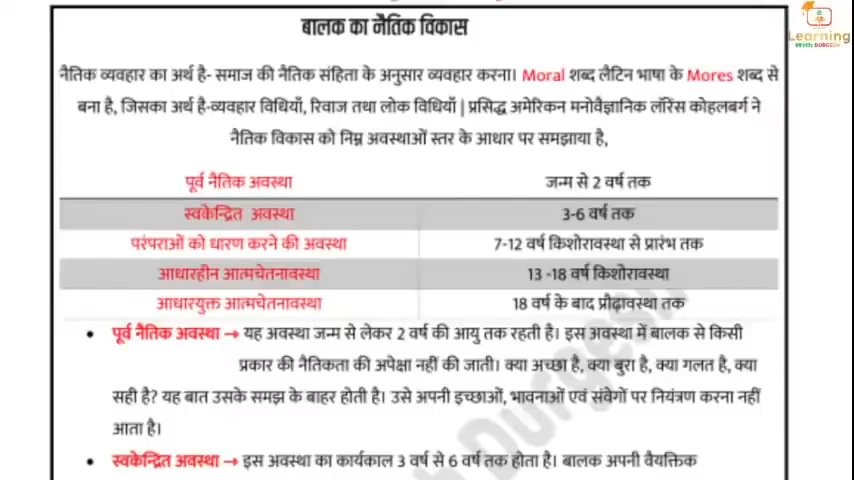 Learning
With DURGESH
बालक का नैतिक विकास
नैतिक व्यवहार का अर्थ है- समाज की नैतिक संहिता के अनुसार व्यवहार करना। Moral शब्द लैटिन भाषा के Mores शब्द से
बना है, जिसका अर्थ है-व्यवहार विधियाँ, रिवाज तथा लोक विधियाँ | प्रसिद्ध अमेरिकन मनोवैज्ञानिक लॉरेंस कोहलबर्ग ने
नैतिक विकास को निम्न अवस्थाओं स्तर के आधार पर समझाया है,
पूर्व नैतिक अवस्था जन्म से 2 वर्ष तक
स्वकेन्द्रित अवस्था 3-6 वर्ष तक
परंपराओं को धारण करने की अवस्था 7-12 वर्ष किशोरावस्था से प्रारंभ तक
आधारहीन आत्मचेतनावस्था 13 -18 वर्ष किशोरावस्था
आधारयुक्त आत्मचेतनावस्था 18 वर्ष के बाद प्रौढ़ावस्था तक
• पूर्व नैतिक अवस्था → यह अवस्था जन्म से लेकर 2 वर्ष की आयु तक रहती है। इस अवस्था में बालक से किसी
प्रकार की नैतिकता की अपेक्षा नहीं की जाती। क्या अच्छा है, क्या बुरा है, क्या गलत है, क्या
सही है? यह बात उसके समझ के बाहर होती है। उसे अपनी इच्छाओं, भावनाओं एवं संवेगों पर नियंत्रण करना नहीं
आता है।
• स्वकेन्द्रित अवस्था → इस अवस्था का कार्यकाल 3 वर्ष से 6 वर्ष तक होता है। बालक अपनी वैयक्तिक